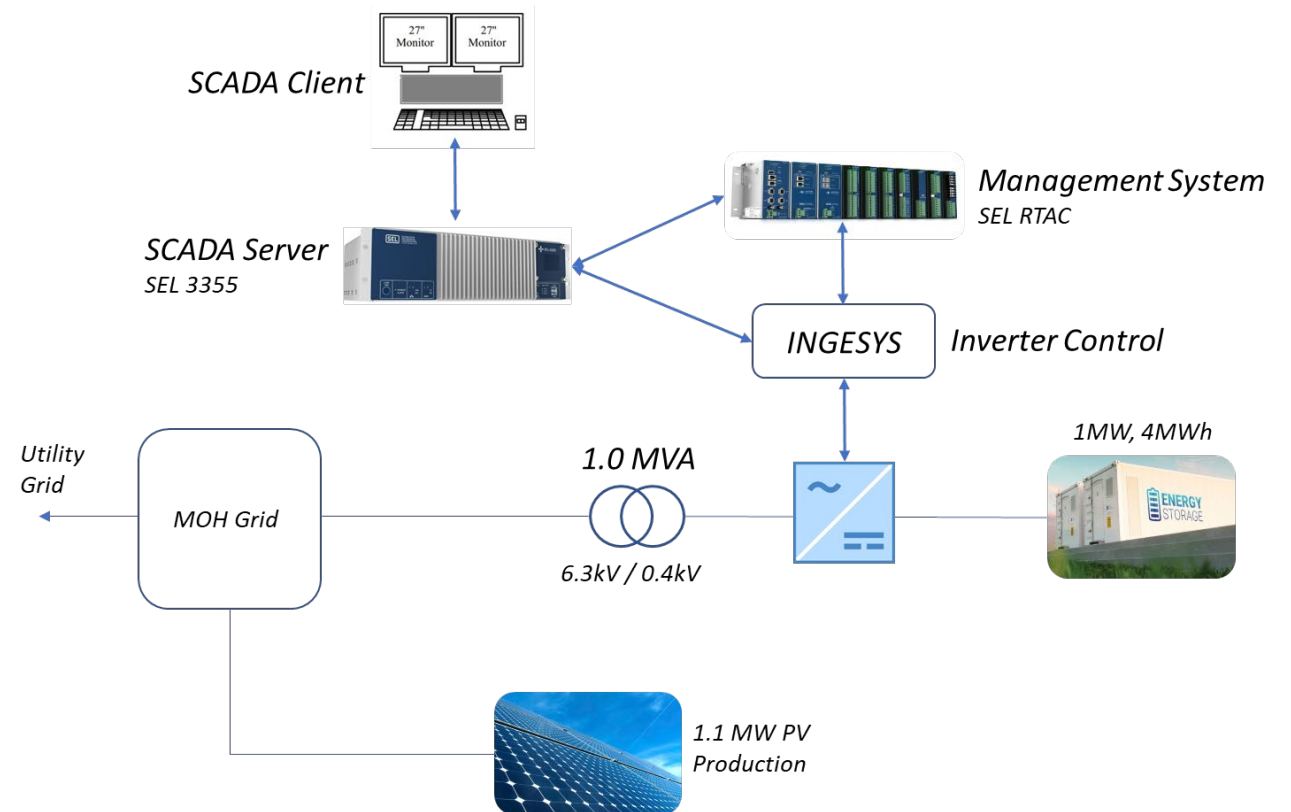 27"
Monitor
27"
Monitor
SCADA Client
Management System
SEL RTAC
SCADA Server
SEL 3355
SEL
INGESYS
Inverter Control
1MW, 4MWh
Utility
Grid
1.0 MVA
MOH Grid
ENERGY
STORAGE
6.3kV / 0.4kV
1.1 MW PV
Production